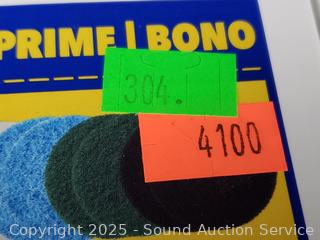 PRIME | BONO
304.
4100
Copyright 2025 - Sound Auction Service